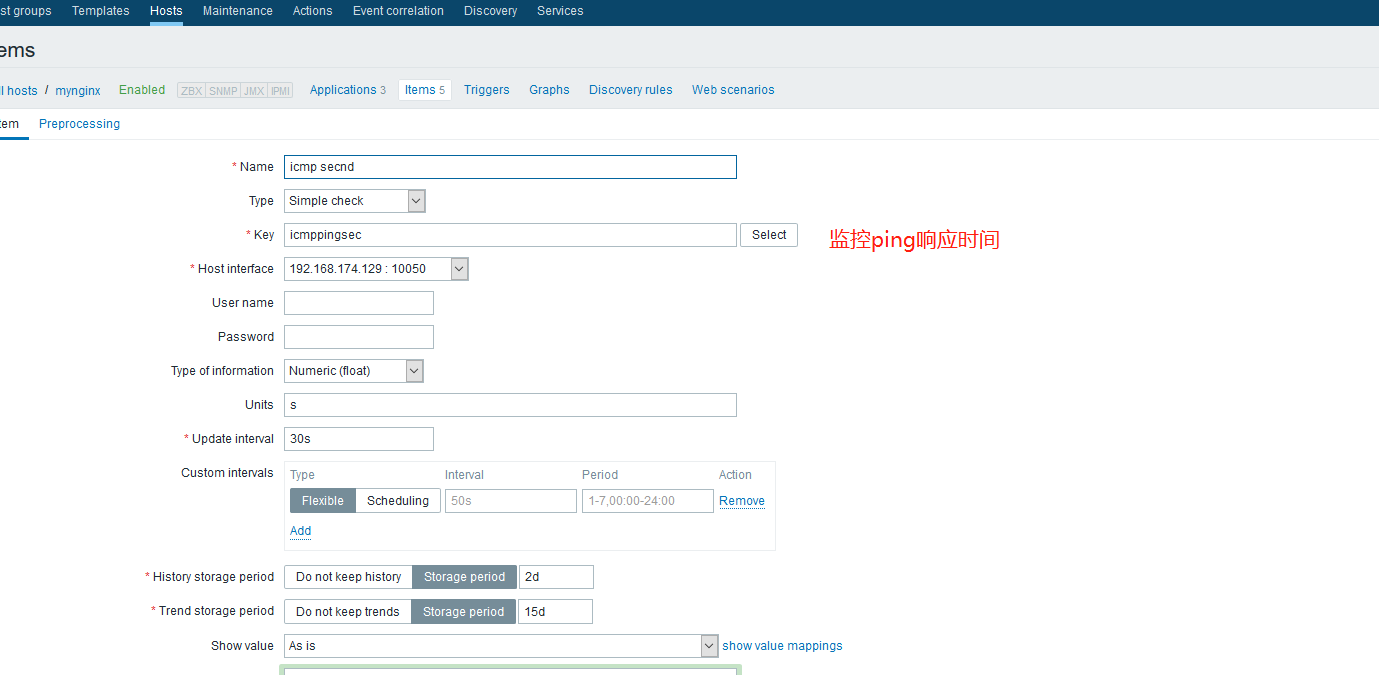 st groups Templates Hosts Maintenance Actions Event correlation Discovery Services
ems
ll hosts / mynginx Enabled ZBX SNMP JMX IPMI Applications 3 Items 5 Triggers Graphs Discovery rules Web scenarios
tem Preprocessing
* Name icmp secnd
Type Simple check
* Key icmppingsec Select 监控ping响应时间
* Host interface 192.168.174.129 : 10050
User name
Password
Type of information Numeric (float)
Units s
* Update interval 30s
Custom intervals Type Interval Period Action
Flexible Scheduling 50s 1-7,00:00-24:00 Remove
Add
* History storage period Do not keep history Storage period 2d
* Trend storage period Do not keep trends Storage period 15d
Show value As is show value mappings